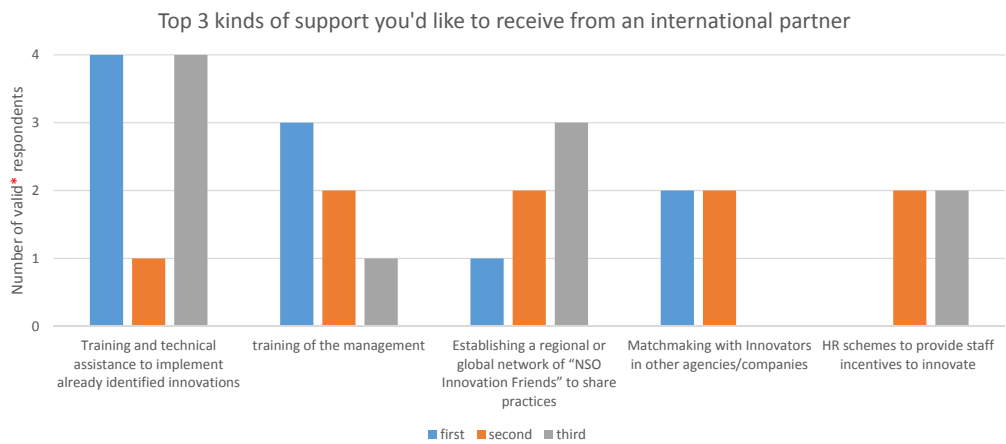 Top 3 kinds of support you'd like to receive from an international partner
Number of valid* respondents
4
3
2
1
0
Training and technical
assistance to implement
already identified innovations
training of the management
Establishing a regional or
global network of “NSO
Innovation Friends” to share
practices
Matchmaking with Innovators
in other agencies/companies
HR schemes to provide staff
incentives to innovate
first
second
third